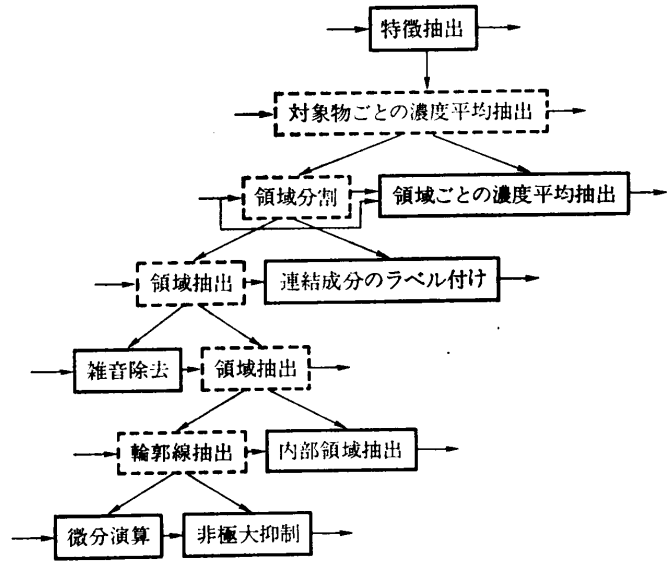 特徴抽出
対象物ごとの濃度平均抽出
領域分割
領域ごとの濃度平均抽出
領域抽出
連結成分のラベル付け
雑音除去
領域抽出
輪郭線抽出
内部領域抽出
微分演算
非極大抑制